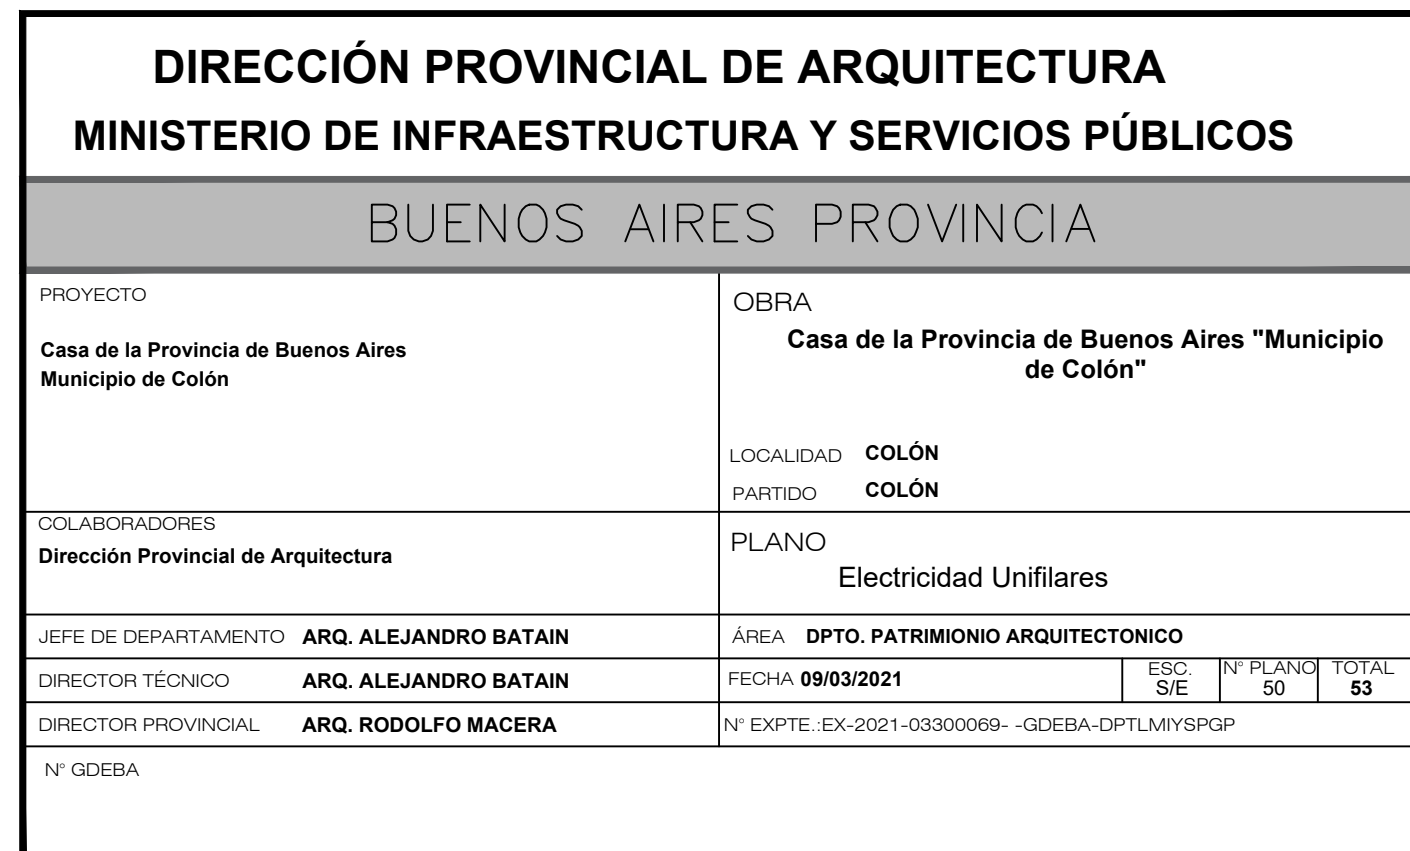 DIRECCIÓN PROVINCIAL DE ARQUITECTURA
MINISTERIO DE INFRAESTRUCTURA Y SERVICIOS PÚBLICOS
BUENOS AIRES PROVINCIA
PROYECTO
Casa de la Provincia de Buenos Aires
Municipio de Colón
OBRA
Casa de la Provincia de Buenos Aires "Municipio
de Colón"
LOCALIDAD COLÓN
PARTIDO COLÓN
COLABORADORES
Dirección Provincial de Arquitectura
PLANO
Electricidad Unifilares
JEFE DE DEPARTAMENTO ARQ. ALEJANDRO BATAIN
ÁREA DPTO. PATRIMIONIO ARQUITECTONICO
DIRECTOR TÉCNICO ARQ. ALEJANDRO BATAIN
FECHA 09/03/2021
ESC.
S/E
N° PLANO
50
TOTAL
53
DIRECTOR PROVINCIAL ARQ. RODOLFO MACERA
N° EXPTE.:EX-2021-03300069- -GDEBA-DPTLMIYSPGP
N° GDEBA